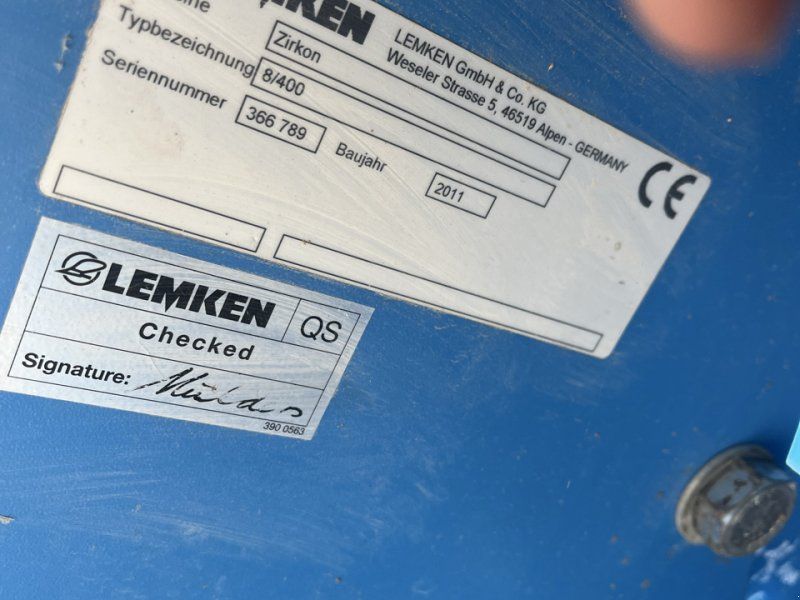 LEMKEN GmbH & Co. KG
Weseler Strasse 5, 46519 Alpen - GERMANY
Zirkon
Typbezeichnung 8/400
Seriennummer 366 789 Baujahr 2011
CE
LEMKEN QS
Checked
Signature:
390 0563